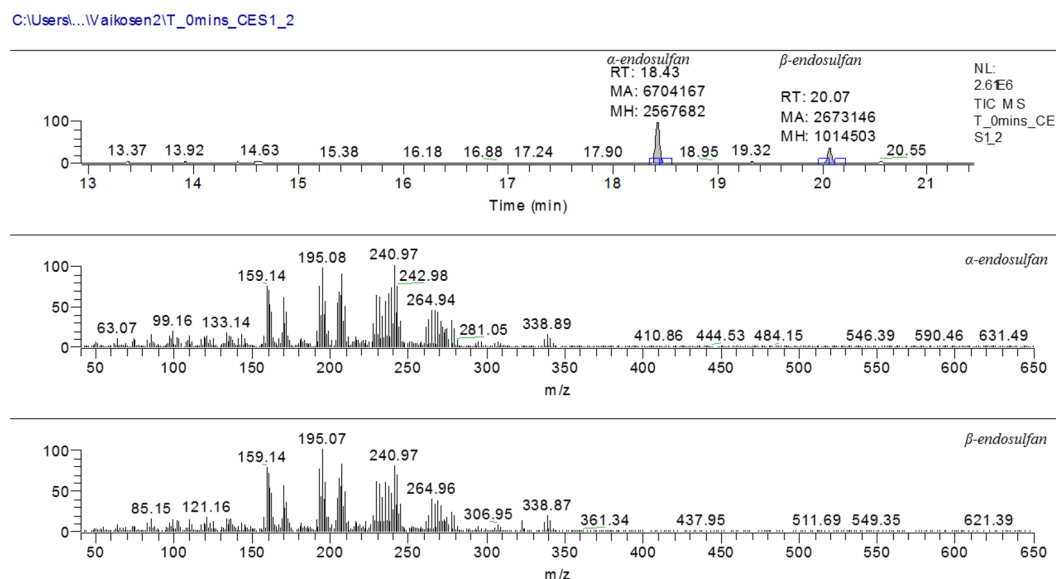 C:\Users\...\Vaikosen2\T_0mins_CES1_2
α-endosulfan
RT: 18.43
MA: 6704167
MH: 2567682
β-endosulfan
RT: 20.07
MA: 2673146
MH: 1014503
NL:
2.61E6
TIC MS
T_0mins_CE
S1_2
100
50
0
13.37 13.92 14.63 15.38 16.18 16.88 17.24 17.90 18.95 19.32 20.55
13 14 15 16 17 18 19 20 21
Time (min)
α-endosulfan
100
50
0
63.07 99.16 133.14 159.14 195.08 240.97 242.98 264.94 281.05 338.89 410.86 444.53 484.15 546.39 590.46 631.49
50 100 150 200 250 300 350 400 450 500 550 600 650
m/z
β-endosulfan
100
50
0
85.15 121.16 159.14 195.07 240.97 264.96 306.95 338.87 361.34 437.95 511.69 549.35 621.39
50 100 150 200 250 300 350 400 450 500 550 600 650
m/z